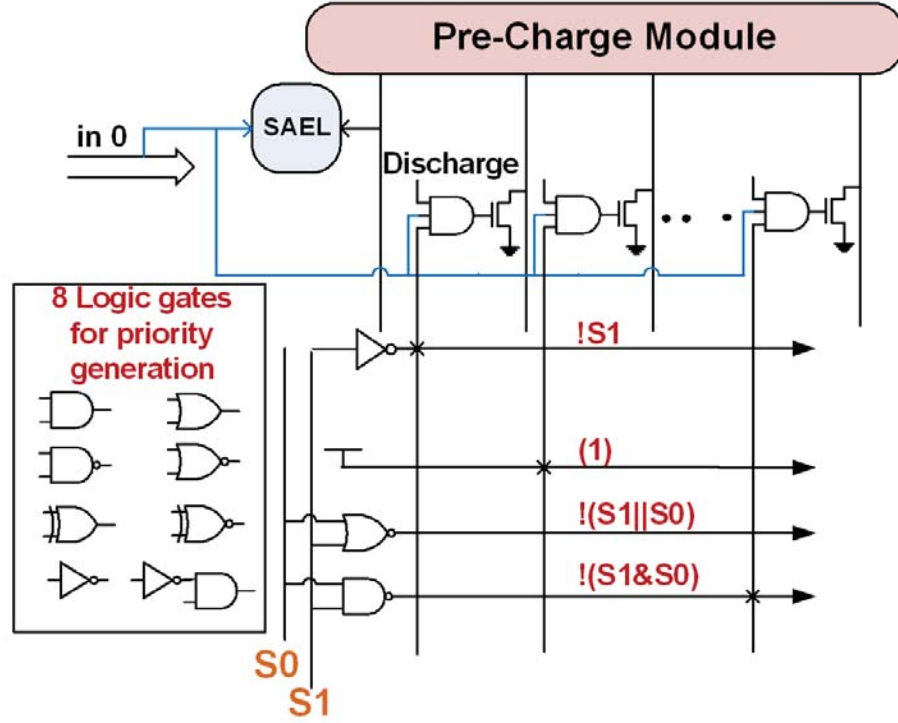 Pre-Charge Module
in 0
SAEL
Discharge
8 Logic gates
for priority
generation
!S1
(1)
!(S1||S0)
!(S1&S0)
S0
S1